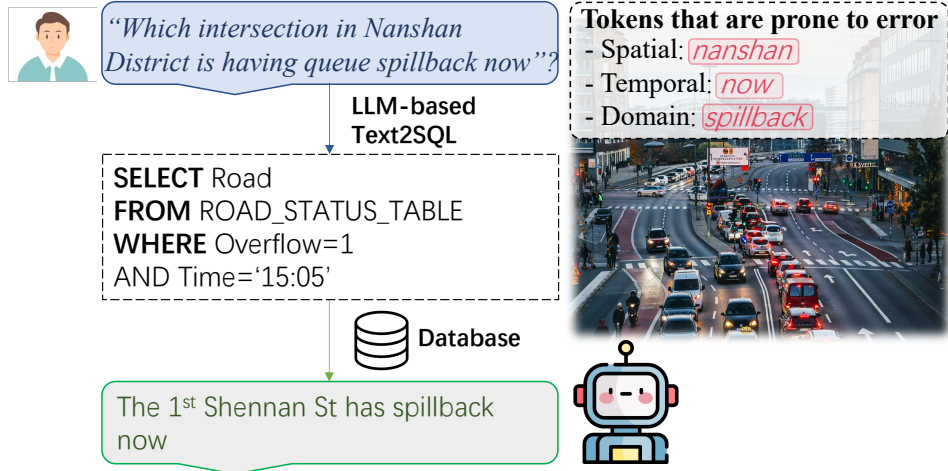 “Which intersection in Nanshan
District is having queue spillback now”?
LLM-based
Text2SQL
SELECT Road
FROM ROAD_STATUS_TABLE
WHERE Overflow=1
AND Time=‘15:05’
Database
The 1st Shennan St has spillback
now
Tokens that are prone to error
- Spatial: nanshan
- Temporal: now
- Domain: spillback